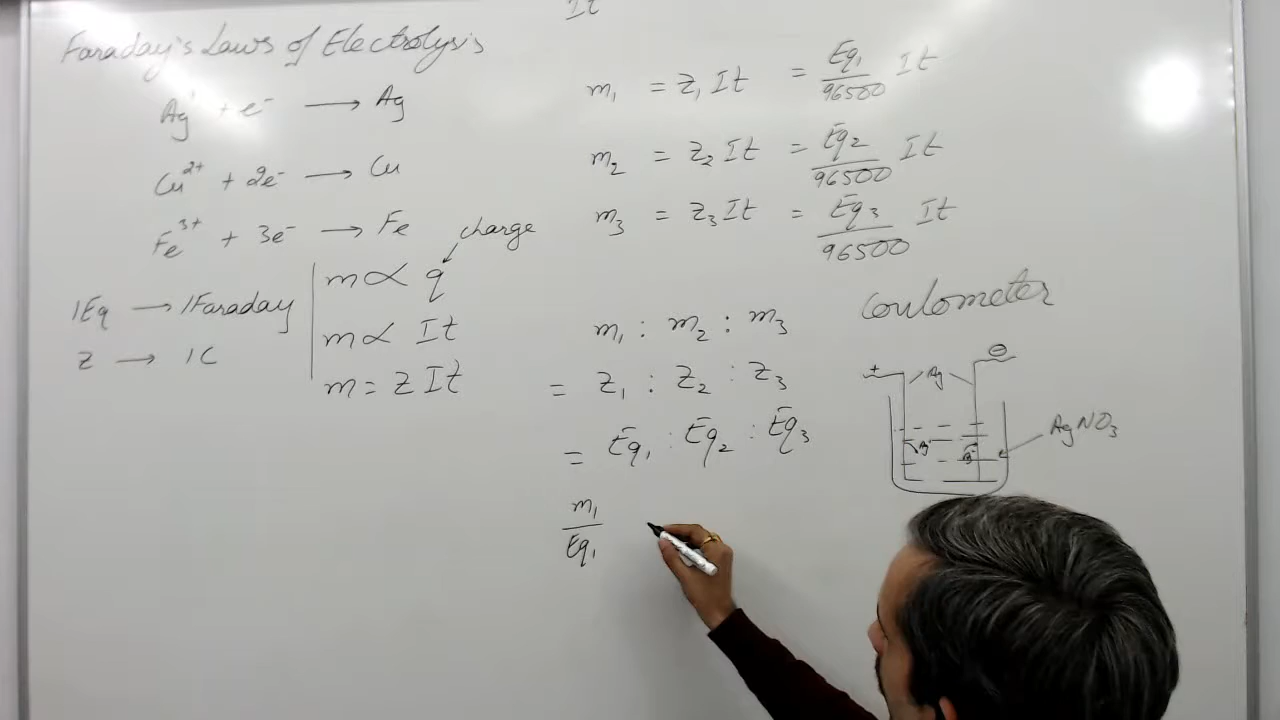 Faraday's Laws of Electrolysis
Ag⁺ + e⁻ ⟶ Ag
Cu²⁺ + 2e⁻ ⟶ Cu
Fe³⁺ + 3e⁻ ⟶ Fe
1Eq ⟶ 1Faraday
Z ⟶ 1C
charge
m ∝ q
m ∝ It
m = Z It
It
m₁ = Z₁ It = Eq₁/96500 It
m₂ = Z₂ It = Eq₂/96500 It
m₃ = Z₃ It = Eq₃/96500 It
m₁ : m₂ : m₃
= Z₁ : Z₂ : Z₃
= Eq₁ : Eq₂ : Eq₃
m₁/Eq₁
Coulometer
+ Ag ⊖
AgNO₃
Ag⁺